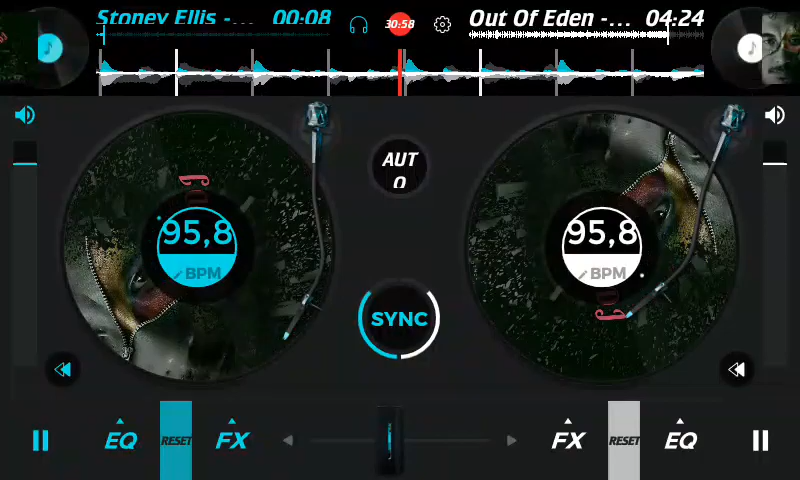 Stoney Ellis -... 00:08
30:58
Out Of Eden -... 04:24
AUT
O
95,8
BPM
95,8
BPM
SYNC
EQ
RESET
FX
FX
RESET
EQ